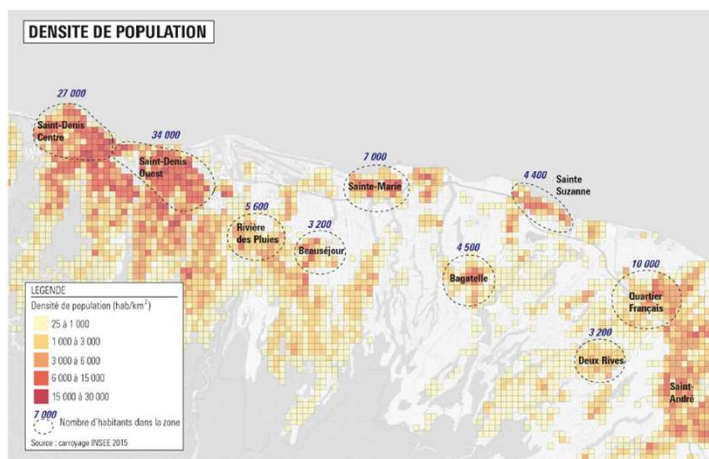 DENSITE DE POPULATION
27 000
Saint-Denis
Centre
34 000
Saint-Denis
Ouest
7 000
Sainte-Marie
4 400
Sainte
Suzanne
5 600
Rivière
des Pluies
3 200
Beauséjour
4 500
Bagatelle
10 000
Quartier
Français
3 200
Deux Rives
Saint-
André
LEGENDE
Densité de population (hab/km²)
25 à 1 000
1 000 à 3 000
3 000 à 6 000
6 000 à 15 000
15 000 à 30 000
7 000
Nombre d'habitants dans la zone
Source : carroyage INSEE 2015